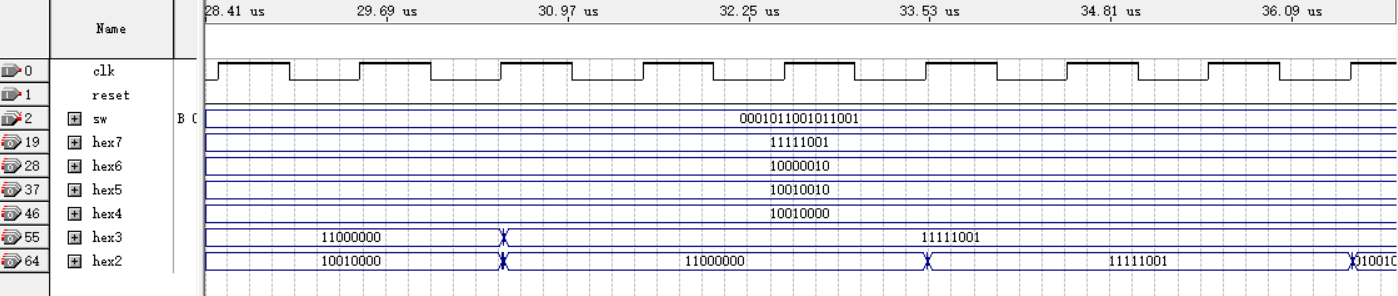 28.41 us 29.69 us 30.97 us 32.25 us 33.53 us 34.81 us 36.09 us
Name
0 clk
1 reset
2 sw B 0001011001011001
19 hex7 11111001
28 hex6 10000010
37 hex5 10010010
46 hex4 10010000
55 hex3 11000000 11111001
64 hex2 10010000 11000000 11111001